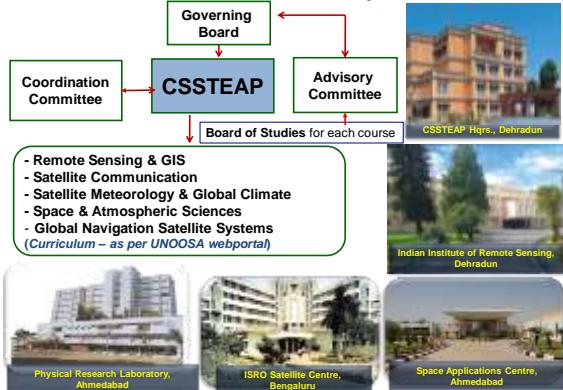 Governing
Board
Coordination
Committee
CSSTEAP
Advisory
Committee
Board of Studies for each course
- Remote Sensing & GIS
- Satellite Communication
- Satellite Meteorology & Global Climate
- Space & Atmospheric Sciences
- Global Navigation Satellite Systems
(Curriculum – as per UNOOSA webportal)
CSSTEAP Hqrs., Dehradun
Indian Institute of Remote Sensing,
Dehradun
Physical Research Laboratory,
Ahmedabad
ISRO Satellite Centre,
Bengaluru
Space Applications Centre,
Ahmedabad